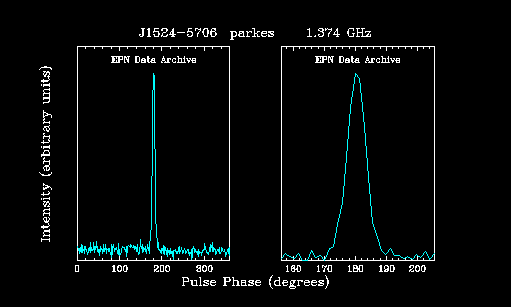 J1524-5706 parkes 1.374 GHz
EPN Data Archive EPN Data Archive
Intensity (arbitrary units)
0 100 200 300 160 170 180 190 200
Pulse Phase (degrees)